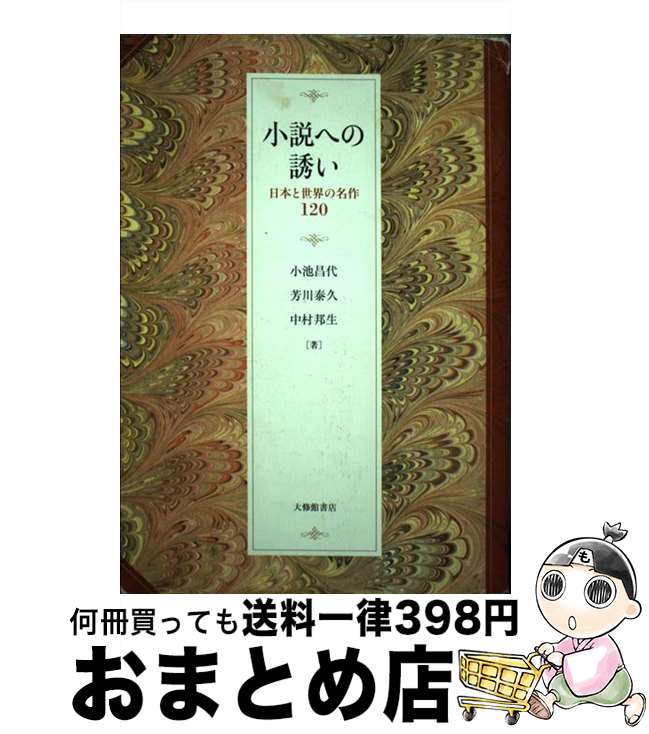 小説への
誘い
日本と世界の名作
120
小池昌代
芳川泰久
中村邦生
[著]
大修館書店
何冊買っても送料一律398円
おまとめ店
も